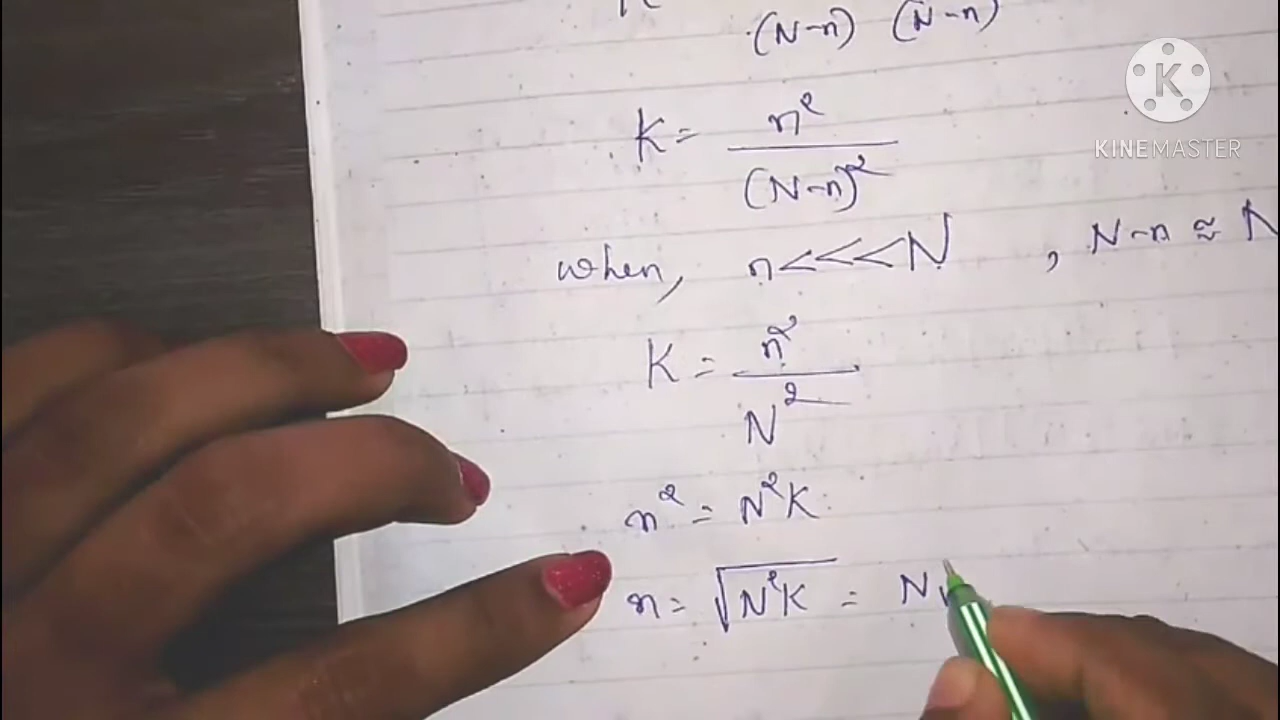 (N-n) (N-n)
K
KINEMASTER
K = n²/(N-n)²
when, n<<<N , N-n ≈ N
K = n²/N²
n² = N²K
n = √N²K = N